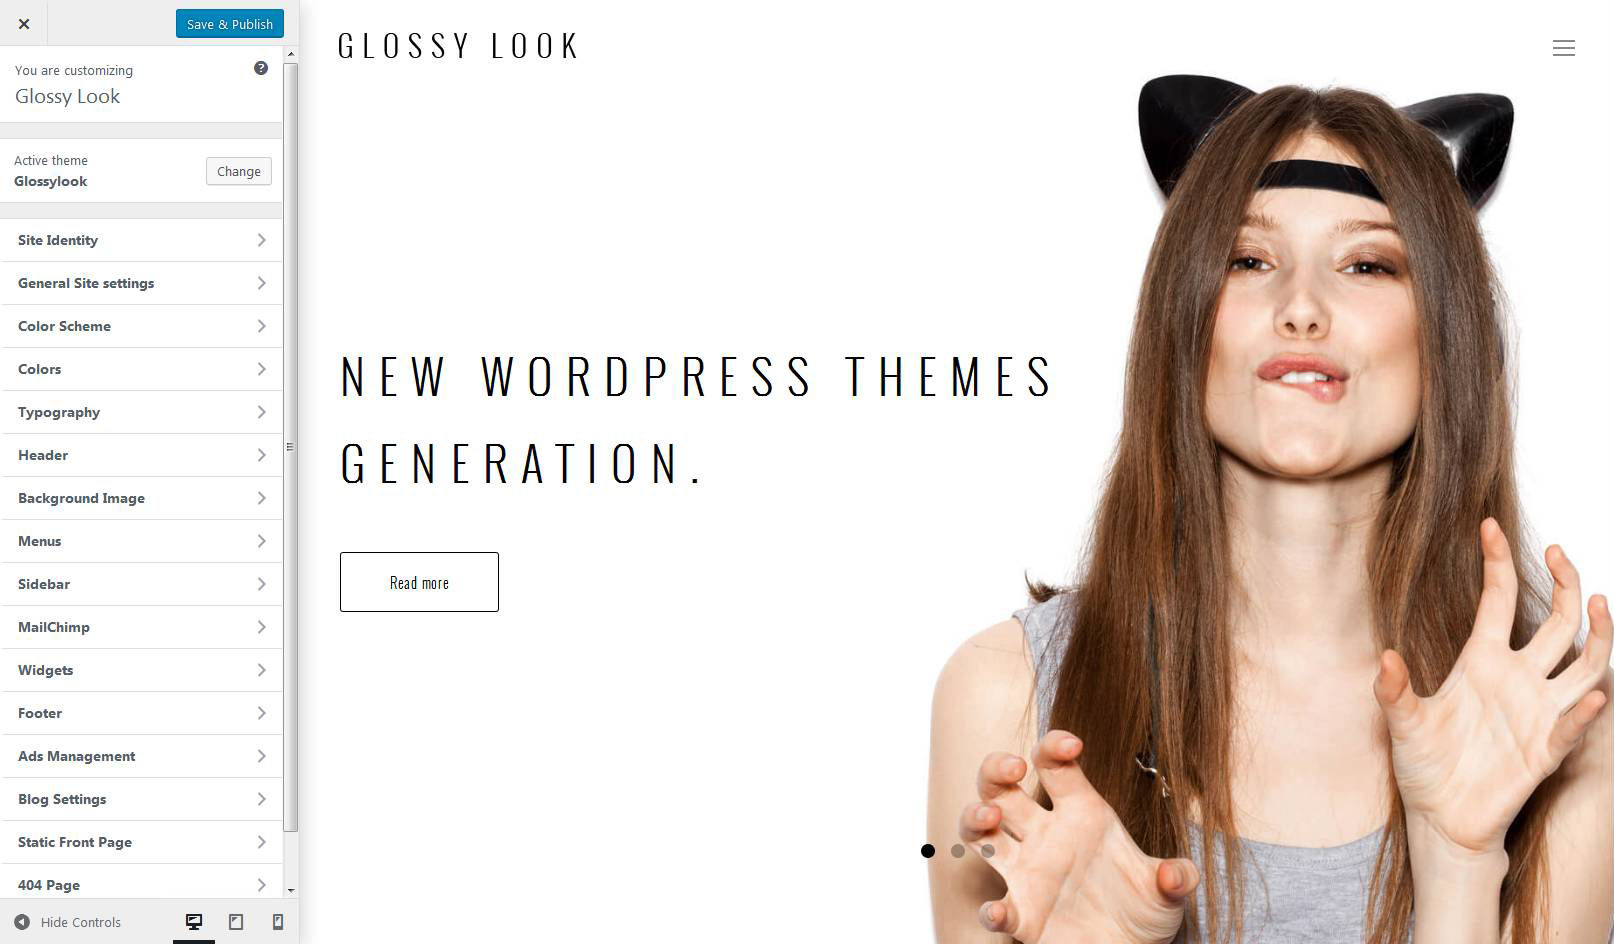 Save & Publish
You are customizing
Glossy Look
Active theme
Glossylook
Change
Site Identity
General Site settings
Color Scheme
Colors
Typography
Header
Background Image
Menus
Sidebar
MailChimp
Widgets
Footer
Ads Management
Blog Settings
Static Front Page
404 Page
Hide Controls
GLOSSY LOOK
NEW WORDPRESS THEMES
GENERATION.
Read more